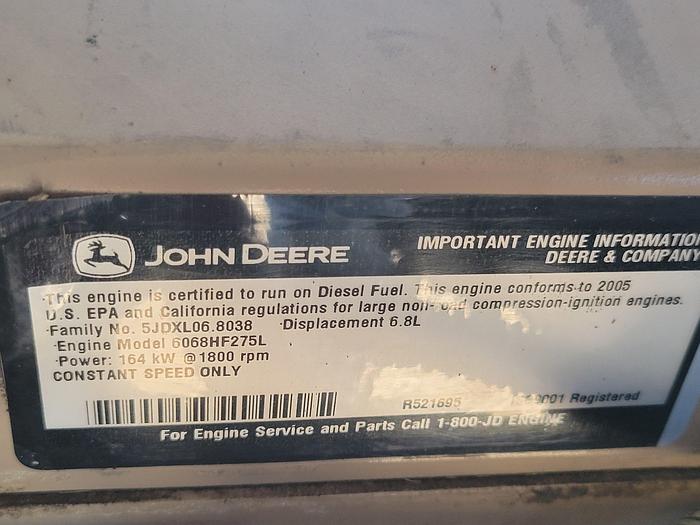 JOHN DEERE
IMPORTANT ENGINE INFORMATION
DEERE & COMPANY
This engine is certified to run on Diesel Fuel. This engine conforms to 2005
U.S. EPA and California regulations for large non- compression-ignition engines.
Family No. 5JDXL06.8038 Displacement 6.8L
Engine Model 6068HF275L
Power: 164 kW @ 1800 rpm
CONSTANT SPEED ONLY
R521695 Registered
For Engine Service and Parts Call 1-800-JD ENGINE